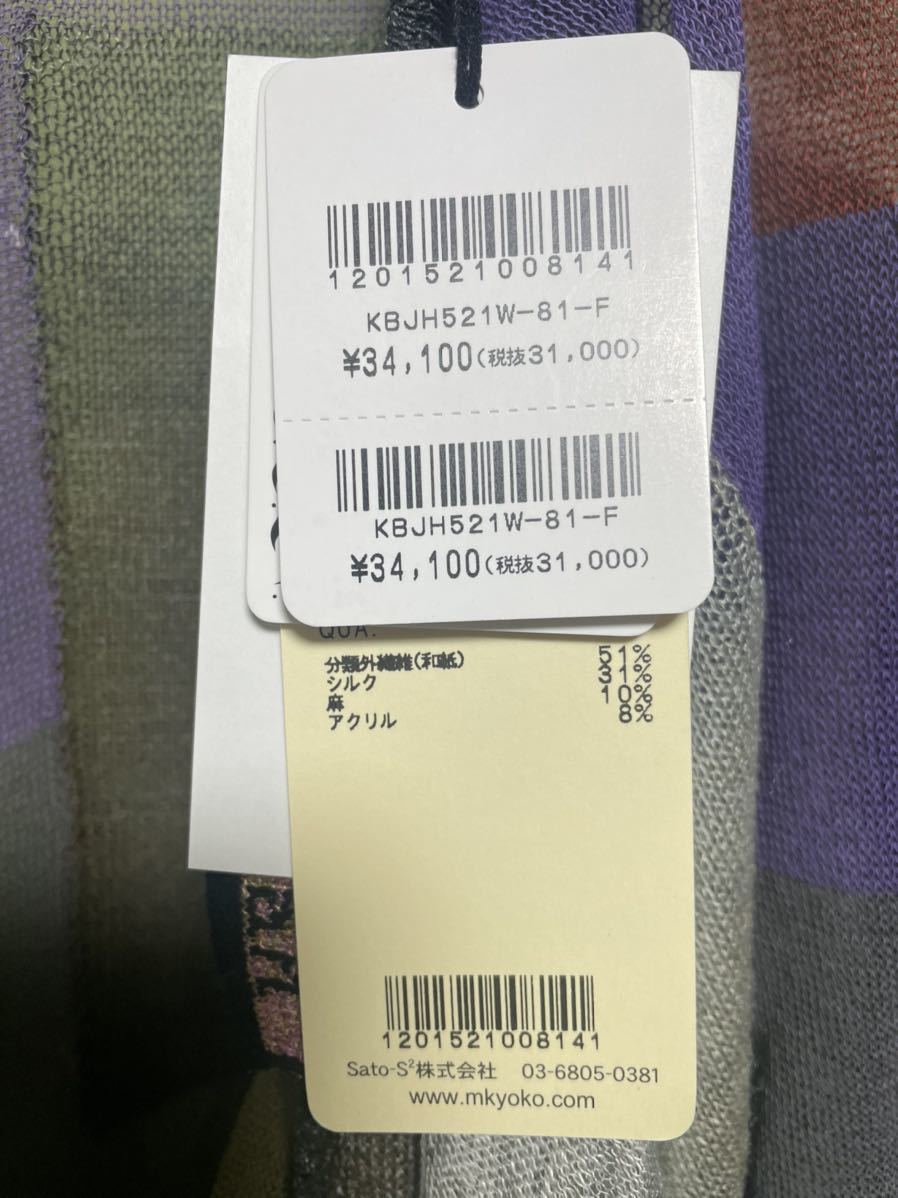 1201521008141
KBJH521W-81-F
¥34,100(税抜31,000)
KBJH521W-81-F
¥34,100(税抜31,000)
QUA.
分類外繊維(和紙) 51%
シルク 31%
麻 10%
アクリル 8%
1201521008141
Sato-S²株式会社 03-6805-0381
www.mkyoko.com